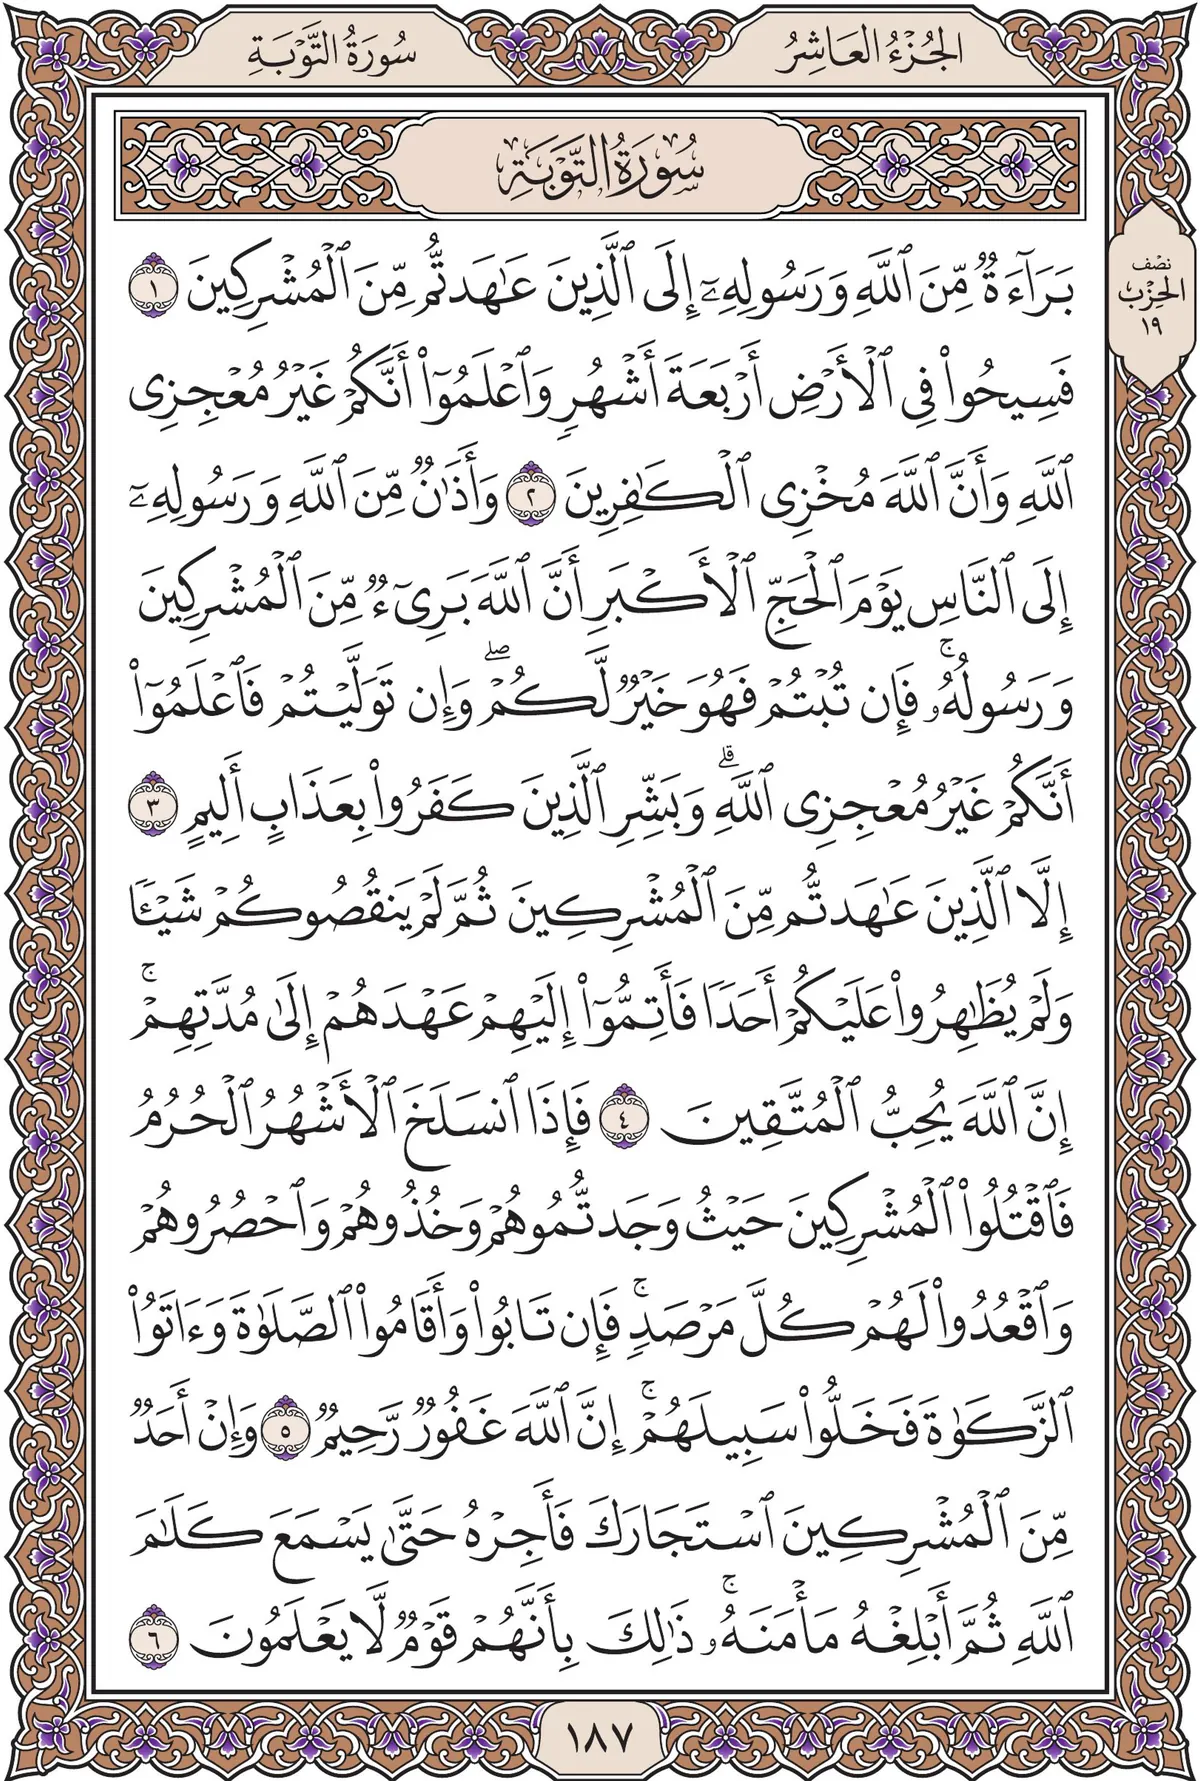 الجُزْءُ العَاشِرُ
سُورَةُ التَّوْبَةِ
سُورَةُ التَّوْبَةِ
بَرَآءَةٌ مِّنَ ٱللَّهِ وَرَسُولِهِۦٓ إِلَى ٱلَّذِينَ عَٰهَدتُّم مِّنَ ٱلْمُشْرِكِينَ ١
نصف
الحِزْب
١٩
فَسِيحُوا۟ فِى ٱلْأَرْضِ أَرْبَعَةَ أَشْهُرٍ وَٱعْلَمُوٓا۟ أَنَّكُمْ غَيْرُ مُعْجِزِى
ٱللَّهِ وَأَنَّ ٱللَّهَ مُخْزِى ٱلْكَٰفِرِينَ ٢ وَأَذَٰنٌ مِّنَ ٱللَّهِ وَرَسُولِهِۦٓ
إِلَى ٱلنَّاسِ يَوْمَ ٱلْحَجِّ ٱلْأَكْبَرِ أَنَّ ٱللَّهَ بَرِىٓءٌ مِّنَ ٱلْمُشْرِكِينَ
وَرَسُولُهُۥ ۚ فَإِن تُبْتُمْ فَهُوَ خَيْرٌ لَّكُمْ ۖ وَإِن تَوَلَّيْتُمْ فَٱعْلَمُوٓا۟
أَنَّكُمْ غَيْرُ مُعْجِزِى ٱللَّهِ ۗ وَبَشِّرِ ٱلَّذِينَ كَفَرُوا۟ بِعَذَابٍ أَلِيمٍ ٣
إِلَّا ٱلَّذِينَ عَٰهَدتُّم مِّنَ ٱلْمُشْرِكِينَ ثُمَّ لَمْ يَنقُصُوكُمْ شَيْـًٔا
وَلَمْ يُظَٰهِرُوا۟ عَلَيْكُمْ أَحَدًا فَأَتِمُّوٓا۟ إِلَيْهِمْ عَهْدَهُمْ إِلَىٰ مُدَّتِهِمْ ۚ
إِنَّ ٱللَّهَ يُحِبُّ ٱلْمُتَّقِينَ ٤ فَإِذَا ٱنسَلَخَ ٱلْأَشْهُرُ ٱلْحُرُمُ
فَٱقْتُلُوا۟ ٱلْمُشْرِكِينَ حَيْثُ وَجَدتُّمُوهُمْ وَخُذُوهُمْ وَٱحْصُرُوهُمْ
وَٱقْعُدُوا۟ لَهُمْ كُلَّ مَرْصَدٍ ۚ فَإِن تَابُوا۟ وَأَقَامُوا۟ ٱلصَّلَوٰةَ وَءَاتَوُا۟
ٱلزَّكَوٰةَ فَخَلُّوا۟ سَبِيلَهُمْ ۚ إِنَّ ٱللَّهَ غَفُورٌ رَّحِيمٌ ٥ وَإِنْ أَحَدٌ
مِّنَ ٱلْمُشْرِكِينَ ٱسْتَجَارَكَ فَأَجِرْهُ حَتَّىٰ يَسْمَعَ كَلَٰمَ
ٱللَّهِ ثُمَّ أَبْلِغْهُ مَأْمَنَهُۥ ۚ ذَٰلِكَ بِأَنَّهُمْ قَوْمٌ لَّا يَعْلَمُونَ ٦
١٨٧